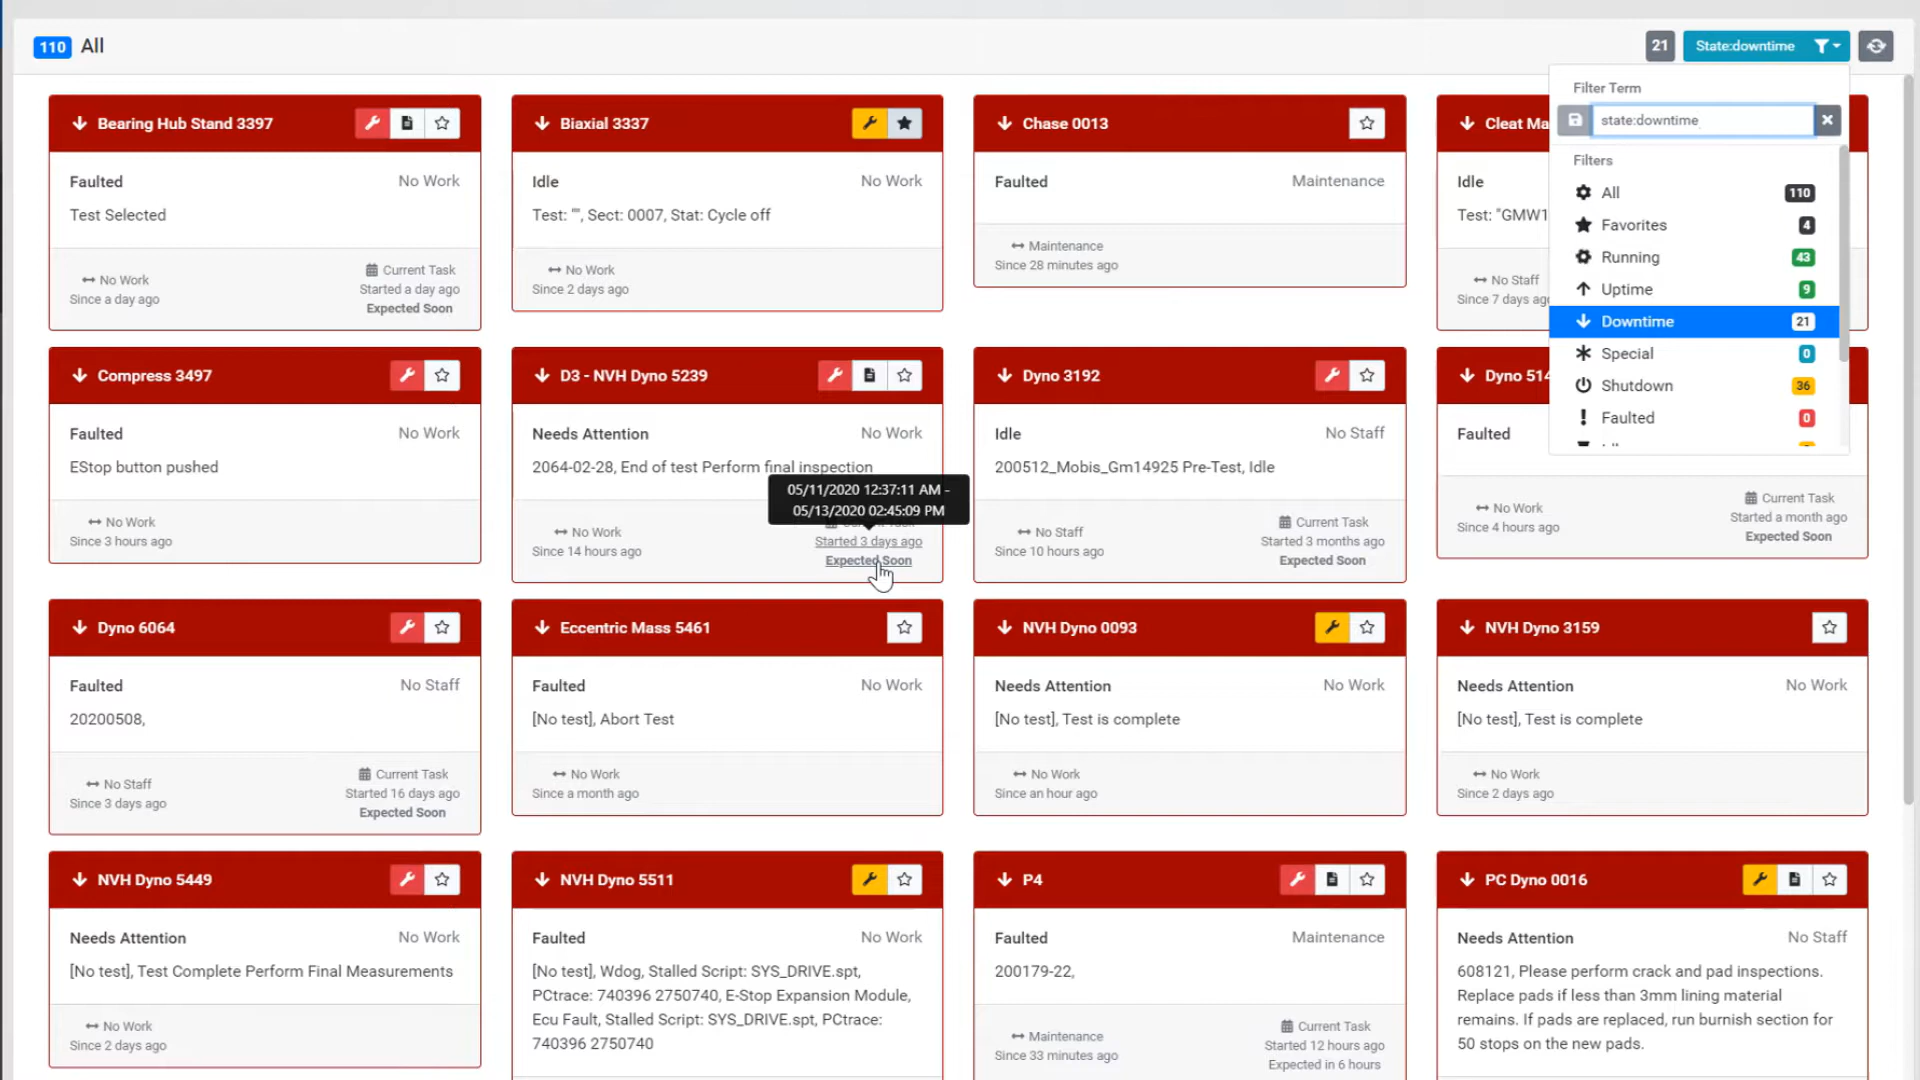 110 All
21 State:downtime
Filter Term
state:downtime
Filters
All 110
Favorites 4
Running 43
Uptime 9
Downtime 21
Special 0
Shutdown 36
Faulted 0
Bearing Hub Stand 3397
Faulted No Work
Test Selected
No Work
Since a day ago
Current Task
Started a day ago
Expected Soon
Biaxial 3337
Idle No Work
Test: "", Sect: 0007, Stat: Cycle off
No Work
Since 2 days ago
Chase 0013
Faulted Maintenance
Maintenance
Since 28 minutes ago
Cleat Ma
Idle
Test: "GMW1
No Staff
Since 7 days ago
Compress 3497
Faulted No Work
EStop button pushed
No Work
Since 3 hours ago
D3 - NVH Dyno 5239
Needs Attention No Work
2064-02-28, End of test Perform final inspection
05/11/2020 12:37:11 AM -
05/13/2020 02:45:09 PM
No Work
Since 14 hours ago
Started 3 days ago
Expected Soon
Dyno 3192
Idle No Staff
200512_Mobis_Gm14925 Pre-Test, Idle
No Staff
Since 10 hours ago
Current Task
Started 3 months ago
Expected Soon
Dyno 514
Faulted
No Work
Since 4 hours ago
Current Task
Started a month ago
Expected Soon
Dyno 6064
Faulted No Staff
20200508,
No Staff
Since 3 days ago
Current Task
Started 16 days ago
Expected Soon
Eccentric Mass 5461
Faulted No Work
[No test], Abort Test
No Work
Since a month ago
NVH Dyno 0093
Needs Attention No Work
[No test], Test is complete
No Work
Since an hour ago
NVH Dyno 3159
Needs Attention No Work
[No test], Test is complete
No Work
Since 2 days ago
NVH Dyno 5449
Needs Attention No Work
[No test], Test Complete Perform Final Measurements
No Work
Since 2 days ago
NVH Dyno 5511
Faulted No Work
[No test], Wdog, Stalled Script: SYS_DRIVE.spt,
PCtrace: 740396 2750740, E-Stop Expansion Module,
Ecu Fault, Stalled Script: SYS_DRIVE.spt, PCtrace:
740396 2750740
P4
Faulted Maintenance
200179-22,
Maintenance
Since 33 minutes ago
Current Task
Started 12 hours ago
Expected in 6 hours
PC Dyno 0016
Needs Attention No Staff
608121, Please perform crack and pad inspections.
Replace pads if less than 3mm lining material
remains. If pads are replaced, run burnish section for
50 stops on the new pads.